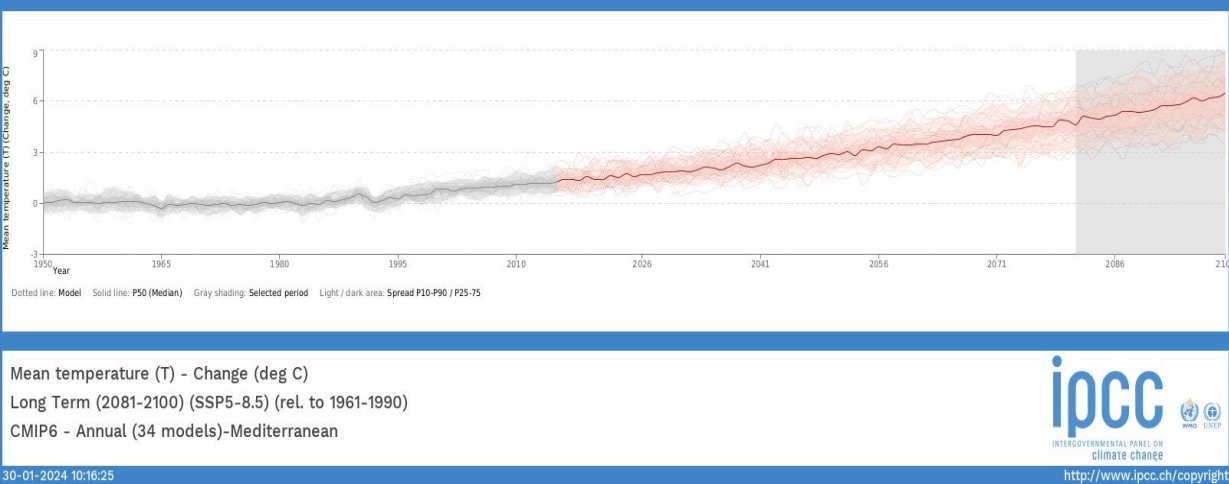 9
6
3
0
-3
Mean temperature (T) (Change, deg C)
1950 1965 1980 1995 2010 2026 2041 2056 2071 2086 210
Year
Dotted line: Model Solid line: P50 (Median) Gray shading: Selected period Light / dark area: Spread P10-P90 / P25-75
Mean temperature (T) - Change (deg C)
Long Term (2081-2100) (SSP5-8.5) (rel. to 1961-1990)
CMIP6 - Annual (34 models)-Mediterranean
ipcc
INTERGOVERNMENTAL PANEL ON
climate change
WMO UNEP
30-01-2024 10:16:25 http://www.ipcc.ch/copyright